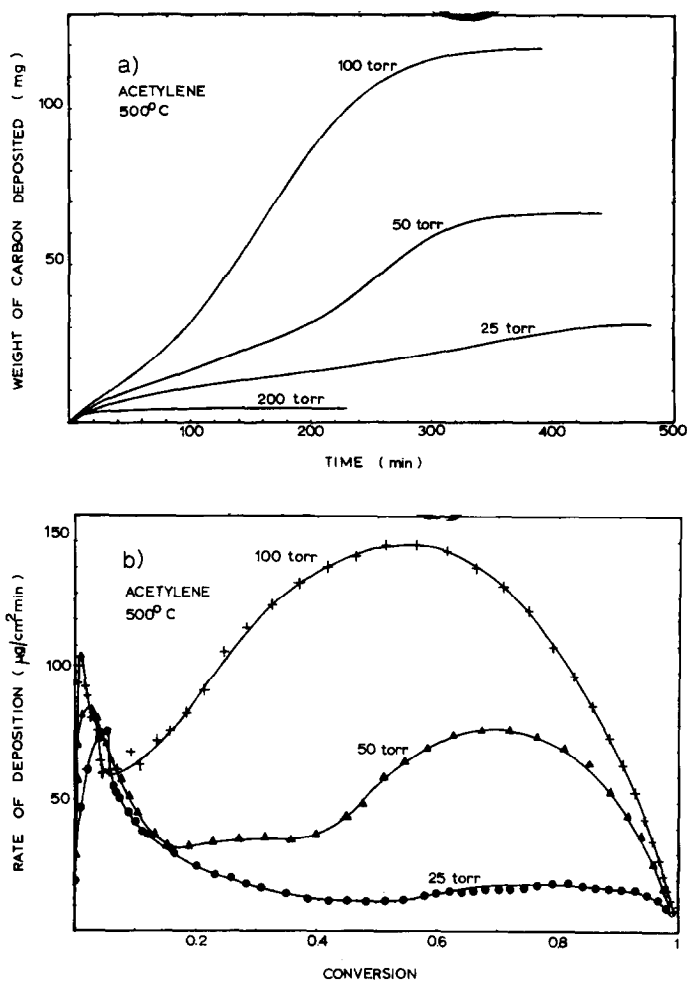 a)
ACETYLENE
500°C
100 torr
50 torr
25 torr
200 torr
WEIGHT OF CARBON DEPOSITED (mg)
100
50
100
200
300
400
500
TIME (min)
b)
ACETYLENE
500°C
100 torr
50 torr
25 torr
RATE OF DEPOSITION (μg/cm²min)
150
100
50
0.2
0.4
0.6
0.8
1
CONVERSION